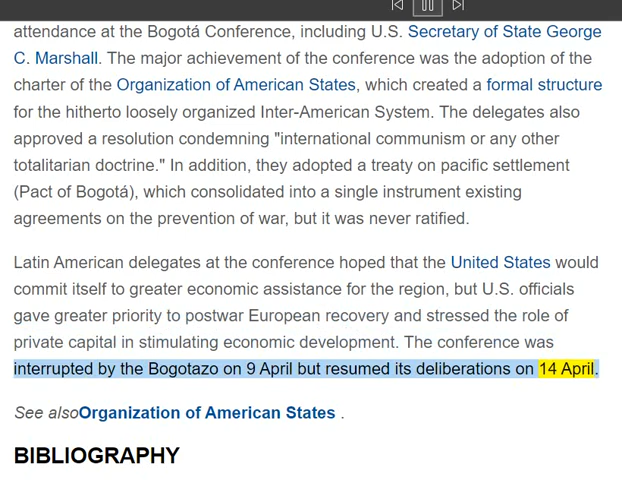 attendance at the Bogotá Conference, including U.S. Secretary of State George
C. Marshall. The major achievement of the conference was the adoption of the
charter of the Organization of American States, which created a formal structure
for the hitherto loosely organized Inter-American System. The delegates also
approved a resolution condemning "international communism or any other
totalitarian doctrine." In addition, they adopted a treaty on pacific settlement
(Pact of Bogotá), which consolidated into a single instrument existing
agreements on the prevention of war, but it was never ratified.
Latin American delegates at the conference hoped that the United States would
commit itself to greater economic assistance for the region, but U.S. officials
gave greater priority to postwar European recovery and stressed the role of
private capital in stimulating economic development. The conference was
interrupted by the Bogotazo on 9 April but resumed its deliberations on 14 April.
See alsoOrganization of American States .
BIBLIOGRAPHY